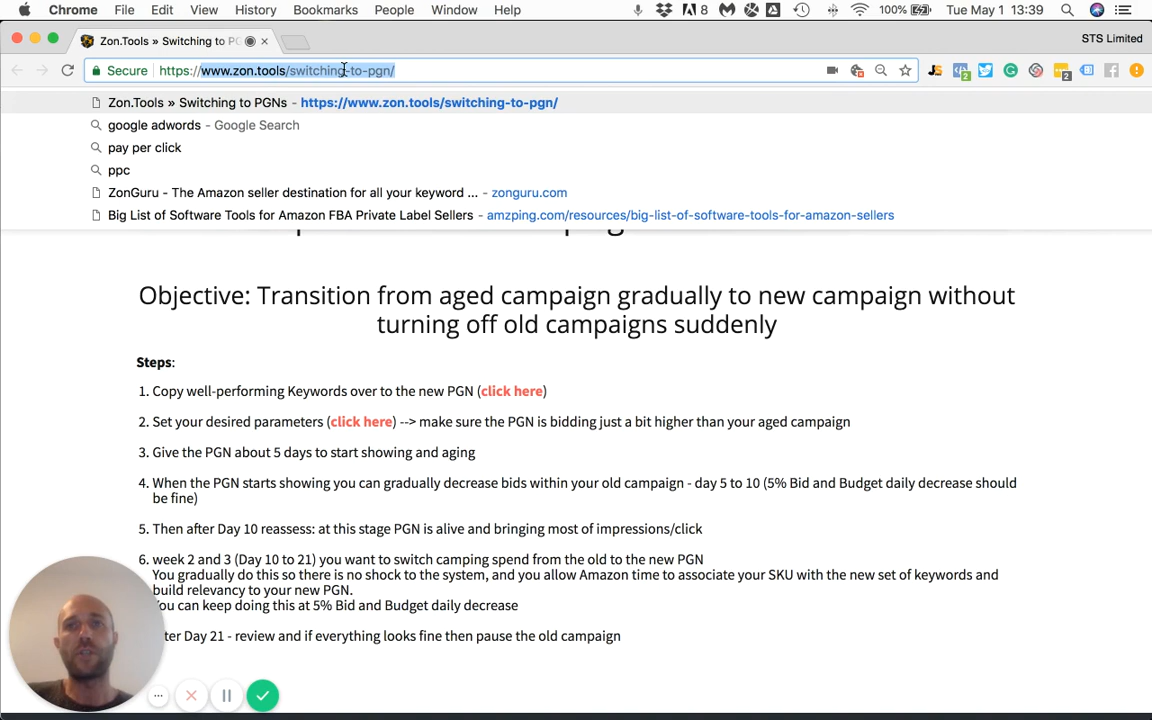 Chrome File Edit View History Bookmarks People Window Help 8 100% Tue May 1 13:39
Zon.Tools » Switching to PG
STS Limited
Secure https://www.zon.tools/switching-to-pgn/
2 2
Zon.Tools » Switching to PGNs - https://www.zon.tools/switching-to-pgn/
google adwords - Google Search
pay per click
ppc
ZonGuru - The Amazon seller destination for all your keyword ... - zonguru.com
Big List of Software Tools for Amazon FBA Private Label Sellers - amzping.com/resources/big-list-of-software-tools-for-amazon-sellers
Objective: Transition from aged campaign gradually to new campaign without
turning off old campaigns suddenly
Steps:
1. Copy well-performing Keywords over to the new PGN (click here)
2. Set your desired parameters (click here) --> make sure the PGN is bidding just a bit higher than your aged campaign
3. Give the PGN about 5 days to start showing and aging
4. When the PGN starts showing you can gradually decrease bids within your old campaign - day 5 to 10 (5% Bid and Budget daily decrease should
be fine)
5. Then after Day 10 reassess: at this stage PGN is alive and bringing most of impressions/click
6. week 2 and 3 (Day 10 to 21) you want to switch camping spend from the old to the new PGN
You gradually do this so there is no shock to the system, and you allow Amazon time to associate your SKU with the new set of keywords and
build relevancy to your new PGN.
You can keep doing this at 5% Bid and Budget daily decrease
ter Day 21 - review and if everything looks fine then pause the old campaign